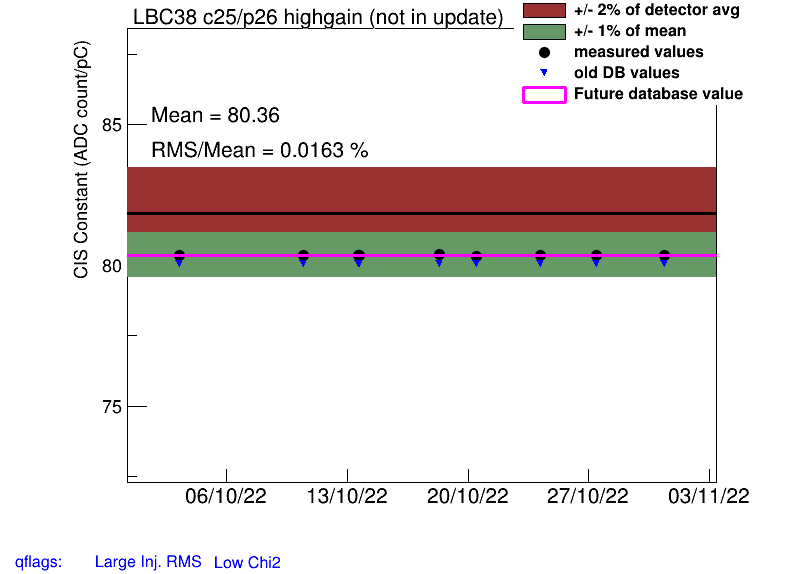 LBC38 c25/p26 highgain (not in update)
+/- 2% of detector avg
+/- 1% of mean
measured values
old DB values
Future database value
CIS Constant (ADC count/pC)
Mean = 80.36
RMS/Mean = 0.0163 %
85
80
75
06/10/22 13/10/22 20/10/22 27/10/22 03/11/22
qflags: Large Inj. RMS Low Chi2